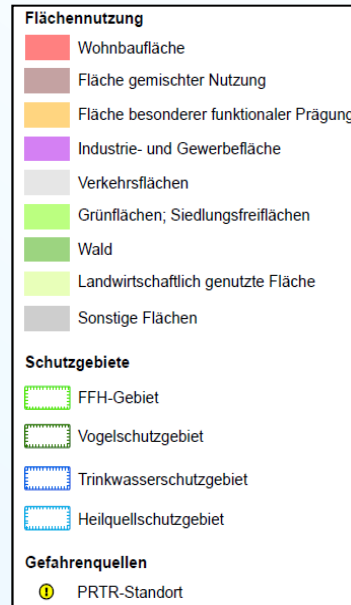 Flächennutzung
Wohnbaufläche
Fläche gemischter Nutzung
Fläche besonderer funktionaler Prägung
Industrie- und Gewerbefläche
Verkehrsflächen
Grünflächen; Siedlungsfreiflächen
Wald
Landwirtschaftlich genutzte Fläche
Sonstige Flächen
Schutzgebiete
FFH-Gebiet
Vogelschutzgebiet
Trinkwasserschutzgebiet
Heilquellschutzgebiet
Gefahrenquellen
! PRTR-Standort